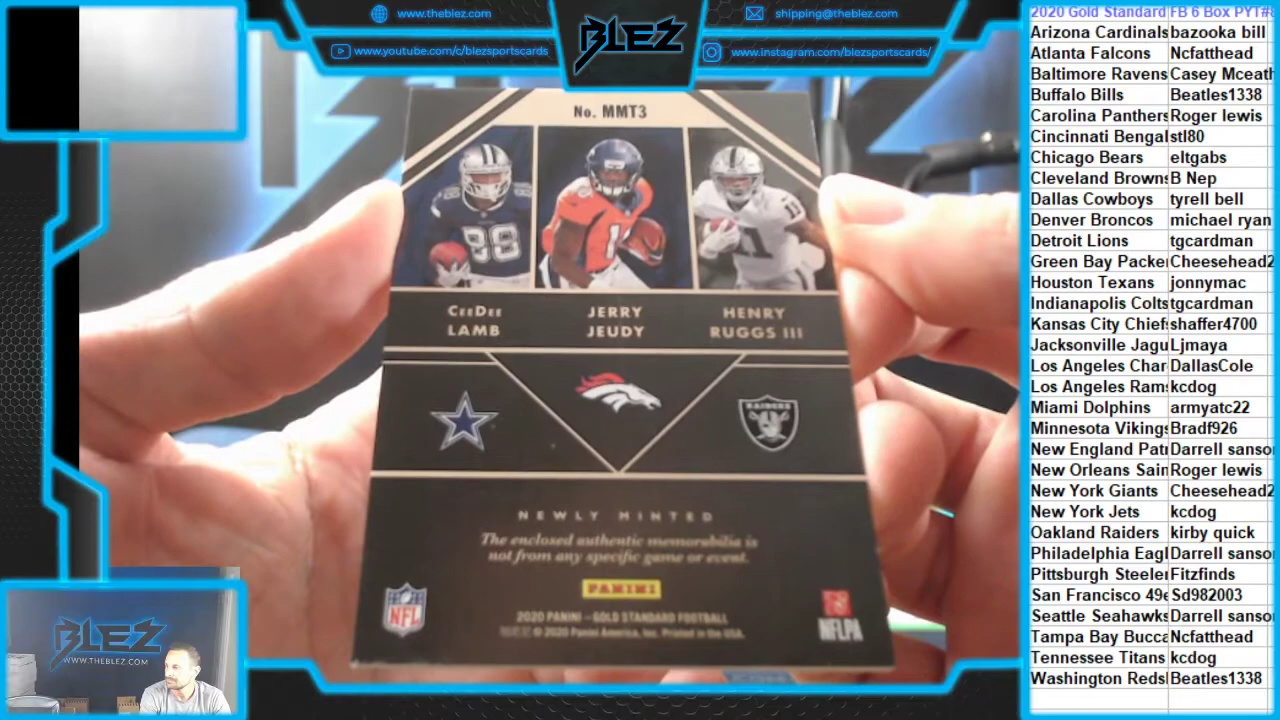 www.theblez.com
shipping@theblez.com
www.youtube.com/c/blezsportscards
www.instagram.com/blezsportscards/
BLEZ
No. MMT3
88
11
CEEDEE LAMB
JERRY JEUDY
HENRY RUGGS III
RAIDERS
NEWLY MINTED
The enclosed authentic memorabilia is
not from any specific game or event.
PANINI
NFL
NFLPA
2020 PANINI – GOLD STANDARD FOOTBALL
© 2020 Panini America, Inc. Printed in the USA.
BLEZ
WWW.THEBLEZ.COM
2020 Gold Standard FB 6 Box PYT#
Arizona Cardinals bazooka bill
Atlanta Falcons Ncfatthead
Baltimore Ravens Casey Mceath
Buffalo Bills Beatles1338
Carolina Panthers Roger lewis
Cincinnati Bengal stl80
Chicago Bears eltgabs
Cleveland Browns B Nep
Dallas Cowboys tyrell bell
Denver Broncos michael ryan
Detroit Lions tgcardman
Green Bay Packe Cheesehead2
Houston Texans jonnymac
Indianapolis Colts tgcardman
Kansas City Chiefs shaffer4700
Jacksonville Jagu Ljmaya
Los Angeles Char DallasCole
Los Angeles Rams kcdog
Miami Dolphins armyatc22
Minnesota Vikings Bradf926
New England Patr Darrell sanso
New Orleans Sain Roger lewis
New York Giants Cheesehead2
New York Jets kcdog
Oakland Raiders kirby quick
Philadelphia Eagl Darrell sanso
Pittsburgh Steeler Fitzfinds
San Francisco 49e Sd982003
Seattle Seahawks Darrell sanso
Tampa Bay Bucca Ncfatthead
Tennessee Titans kcdog
Washington Reds Beatles1338